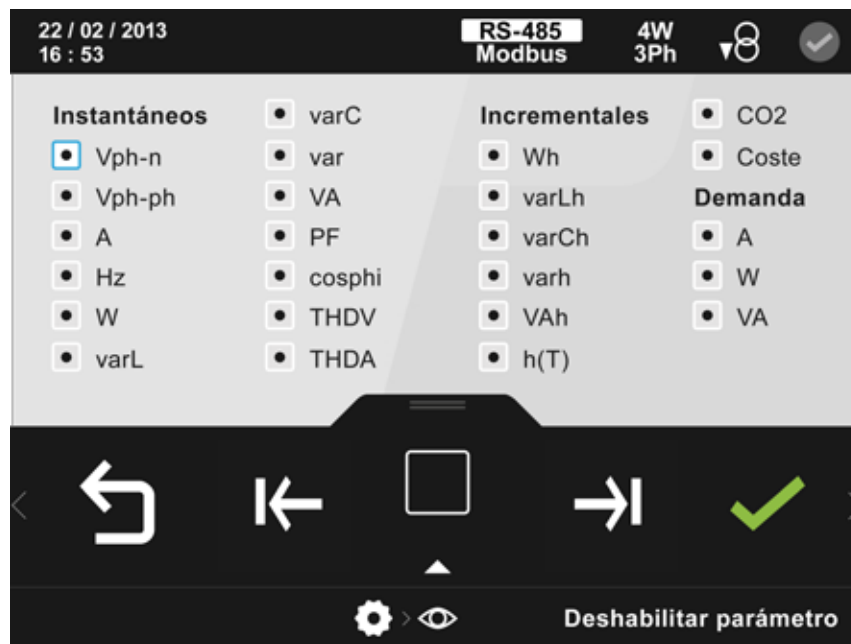 22 / 02 / 2013
16 : 53
RS-485
Modbus
4W
3Ph
Instantáneos
Vph-n
Vph-ph
A
Hz
W
varL
varC
var
VA
PF
cosphi
THDV
THDA
Incrementales
Wh
varLh
varCh
varh
VAh
h(T)
CO2
Coste
Demanda
A
W
VA
Deshabilitar parámetro